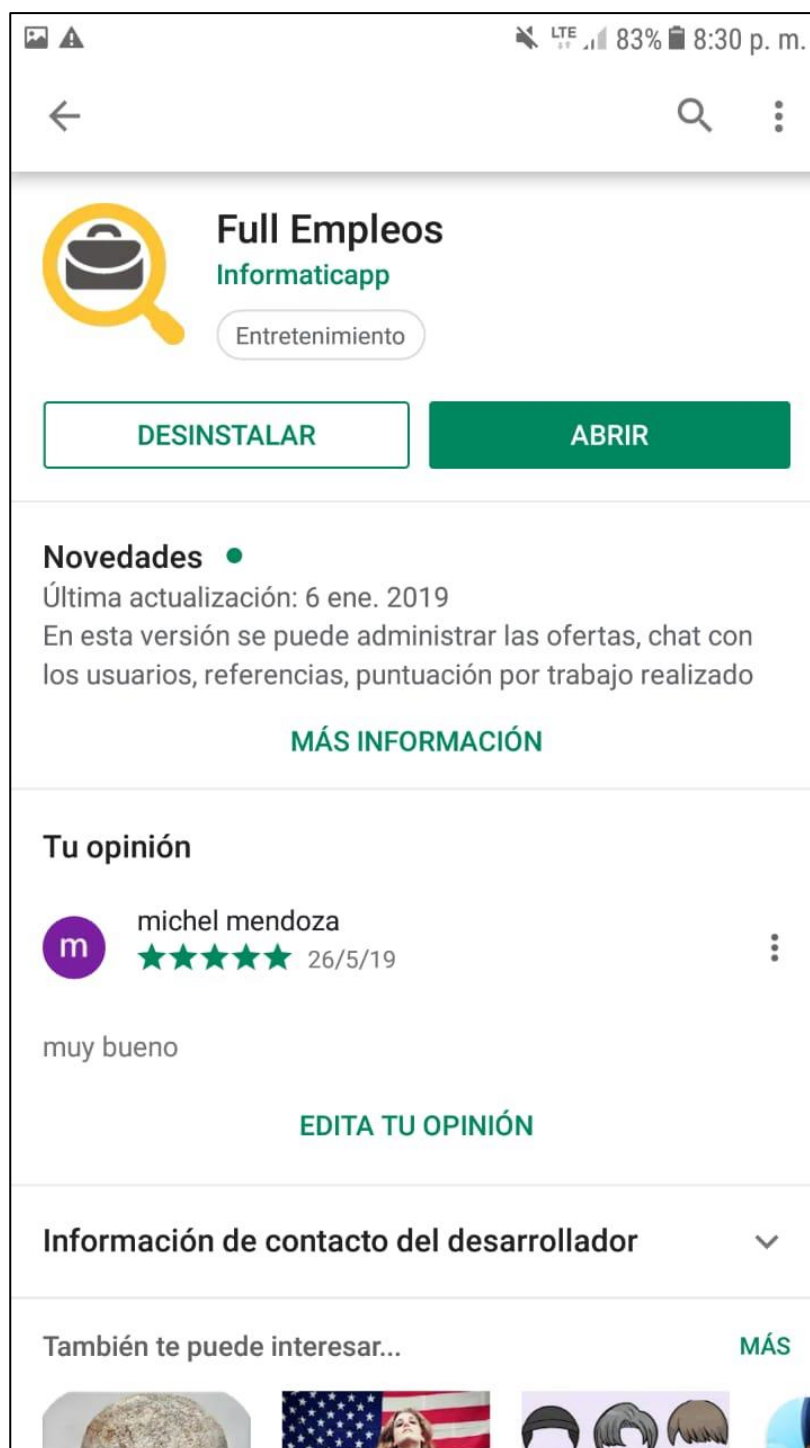 LTE 83% 8:30 p. m.
Full Empleos
Informaticapp
Entretenimiento
DESINSTALAR
ABRIR
Novedades
Última actualización: 6 ene. 2019
En esta versión se puede administrar las ofertas, chat con
los usuarios, referencias, puntuación por trabajo realizado
MÁS INFORMACIÓN
Tu opinión
m
michel mendoza
26/5/19
muy bueno
EDITA TU OPINIÓN
Información de contacto del desarrollador
También te puede interesar...
MÁS